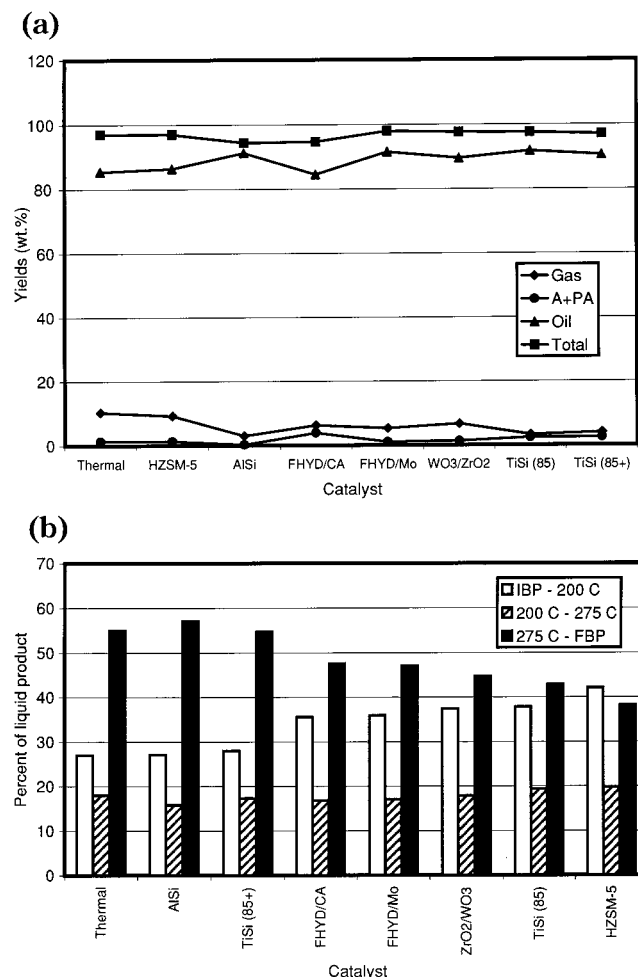 (a)
120
100
80
60
40
20
0
Yields (wt.%)
Gas
A+PA
Oil
Total
Thermal HZSM-5 AlSi FHYD/CA FHYD/Mo WO3/ZrO2 TiSi (85) TiSi (85+)
Catalyst
(b)
70
60
50
40
30
20
10
0
Percent of liquid product
IBP - 200 C
200 C - 275 C
275 C - FBP
Thermal
AlSi
TiSi (85+)
FHYD/CA
FHYD/Mo
ZrO2/WO3
TiSi (85)
HZSM-5
Catalyst